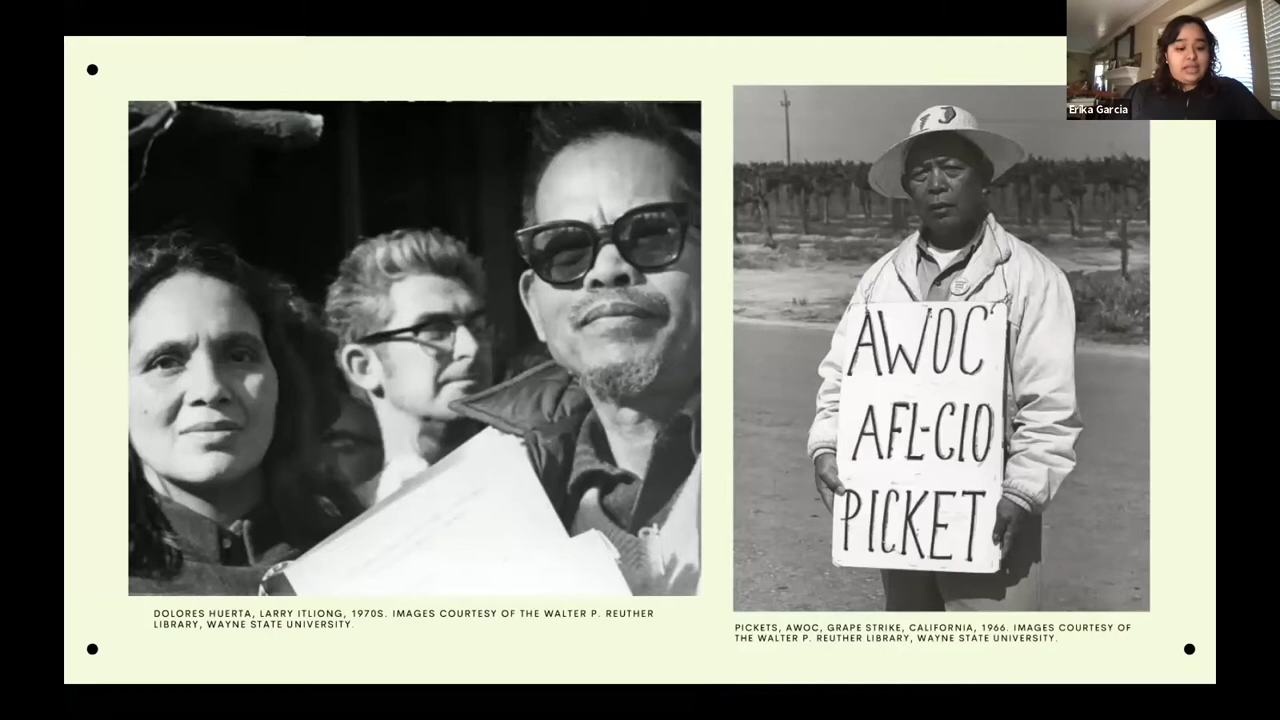 Erika Garcia
AWOC
AFL-CIO
PICKET
DOLORES HUERTA, LARRY ITLIONG, 1970S. IMAGES COURTESY OF THE WALTER P. REUTHER
LIBRARY, WAYNE STATE UNIVERSITY.
PICKETS, AWOC, GRAPE STRIKE, CALIFORNIA, 1966. IMAGES COURTESY OF
THE WALTER P. REUTHER LIBRARY, WAYNE STATE UNIVERSITY.